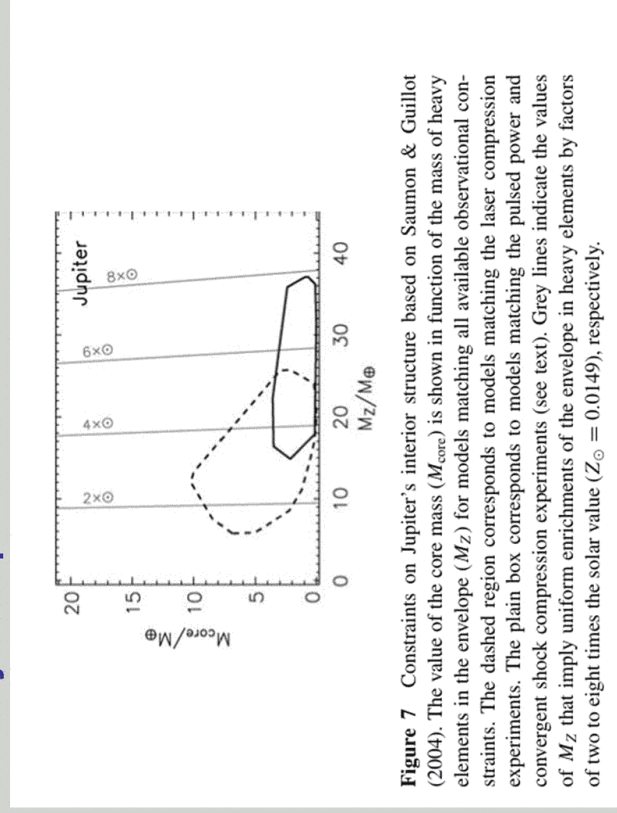 Jupiter
2×⊙
4×⊙
6×⊙
8×⊙
20
15
10
5
0
Mcore/M⊕
0
10
20
30
40
MZ/M⊕
Figure 7 Constraints on Jupiter's interior structure based on Saumon & Guillot
(2004). The value of the core mass (Mcore) is shown in function of the mass of heavy
elements in the envelope (MZ) for models matching all available observational con-
straints. The dashed region corresponds to models matching the laser compression
experiments. The plain box corresponds to models matching the pulsed power and
convergent shock compression experiments (see text). Grey lines indicate the values
of MZ that imply uniform enrichments of the envelope in heavy elements by factors
of two to eight times the solar value (Z⊙ = 0.0149), respectively.